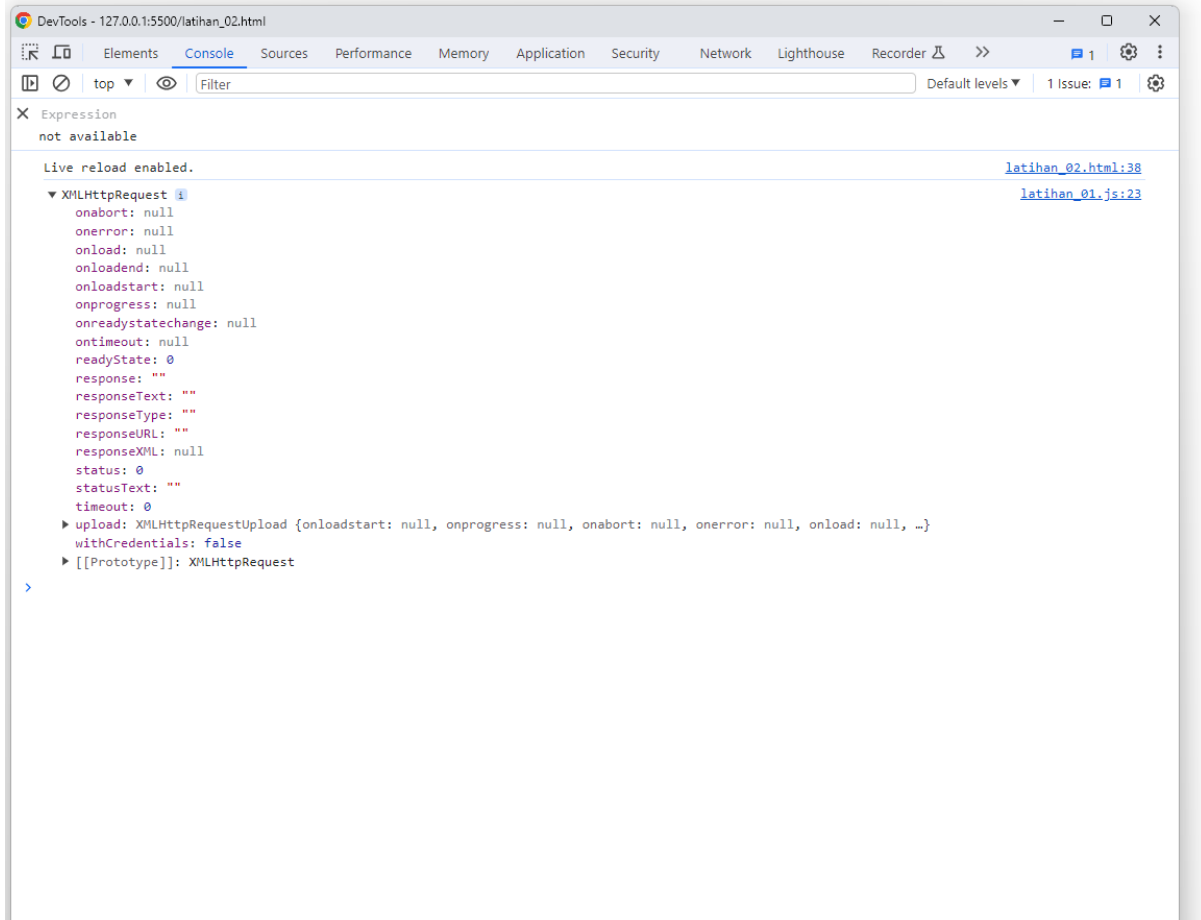 DevTools - 127.0.0.1:5500/latihan_02.html
Elements Console Sources Performance Memory Application Security Network Lighthouse Recorder >> 1
top ▼ Filter Default levels ▼ 1 Issue: 1
Expression
not available
Live reload enabled. latihan_02.html:38
▼ XMLHttpRequest i latihan_01.js:23
onabort: null
onerror: null
onload: null
onloadend: null
onloadstart: null
onprogress: null
onreadystatechange: null
ontimeout: null
readyState: 0
response: ""
responseText: ""
responseType: ""
responseURL: ""
responseXML: null
status: 0
statusText: ""
timeout: 0
▶ upload: XMLHttpRequestUpload {onloadstart: null, onprogress: null, onabort: null, onerror: null, onload: null, …}
withCredentials: false
▶ [[Prototype]]: XMLHttpRequest
>